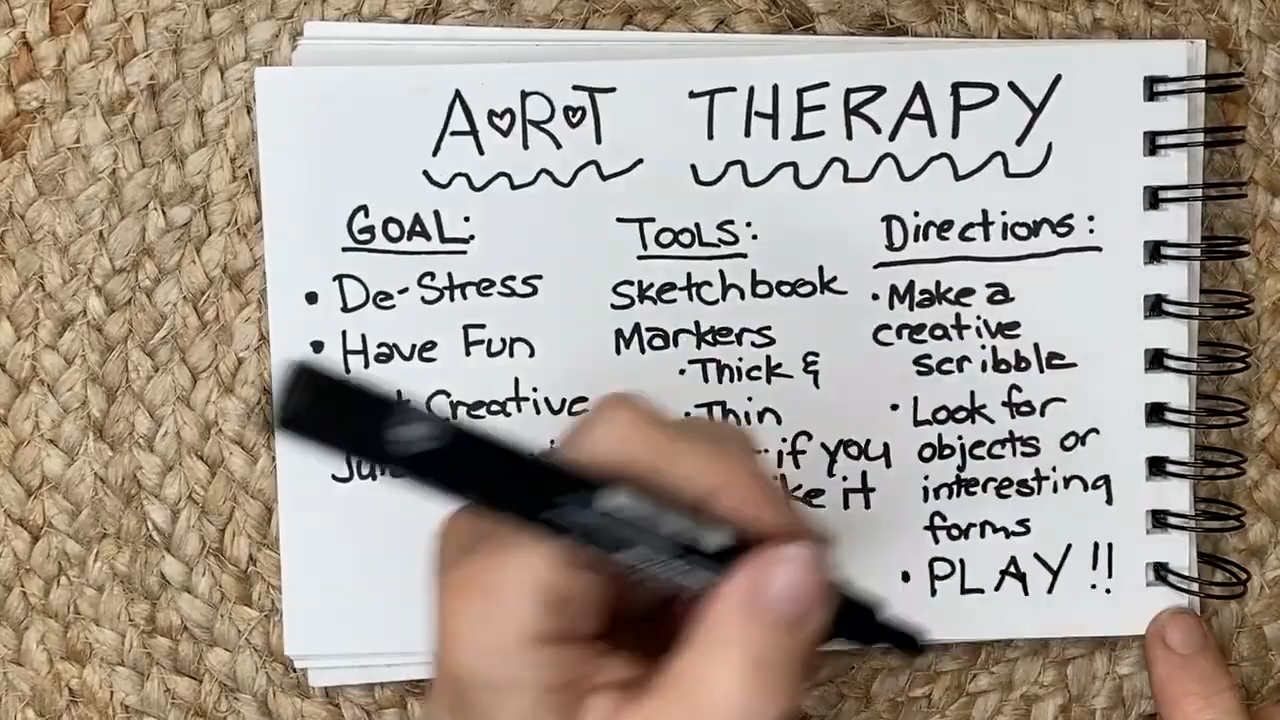 A♡R♡T THERAPY
GOAL:
• De-Stress
• Have Fun
Creative
TOOLS:
Sketchbook
Markers
• Thick &
• Thin
if you
it
Directions:
• Make a
creative
scribble
• Look for
objects or
interesting
forms
• PLAY!!